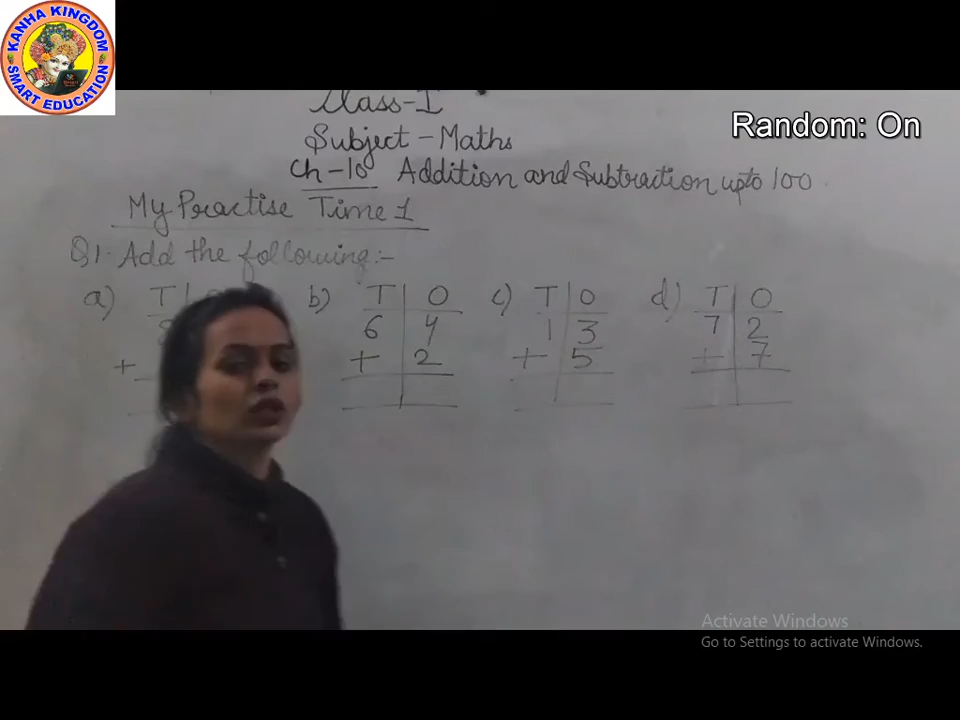 KANHA KINGDOM
SMART EDUCATION
Random: On
Class-I
Subject - Maths
Ch-10 Addition and Subtraction upto 100
My Practise Time 1
Q1. Add the following:-
a) T b) T O c) T O d) T O
6 4 1 3 7 2
+ + 2 + 5 + 7
Activate Windows
Go to Settings to activate Windows.